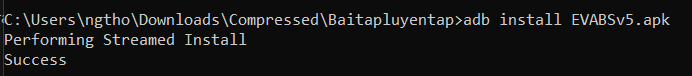 C:\Users\ngtho\Downloads\Compressed\Baitapluyentap>adb install EVABSv5.apk
Performing Streamed Install
Success